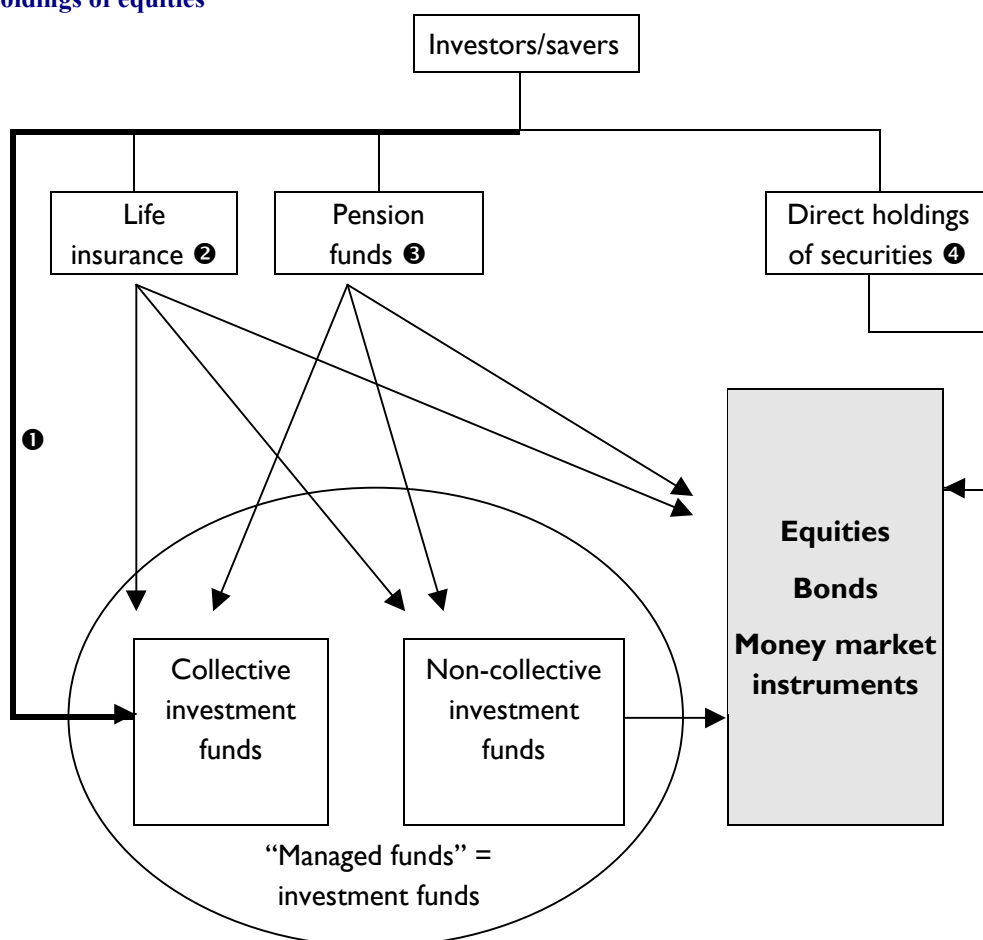 holdings of equities
Investors/savers
Life
insurance ❷
Pension
funds ❸
Direct holdings
of securities ❹
❶
Equities
Bonds
Money market
instruments
Collective
investment
funds
Non-collective
investment
funds
“Managed funds” =
investment funds